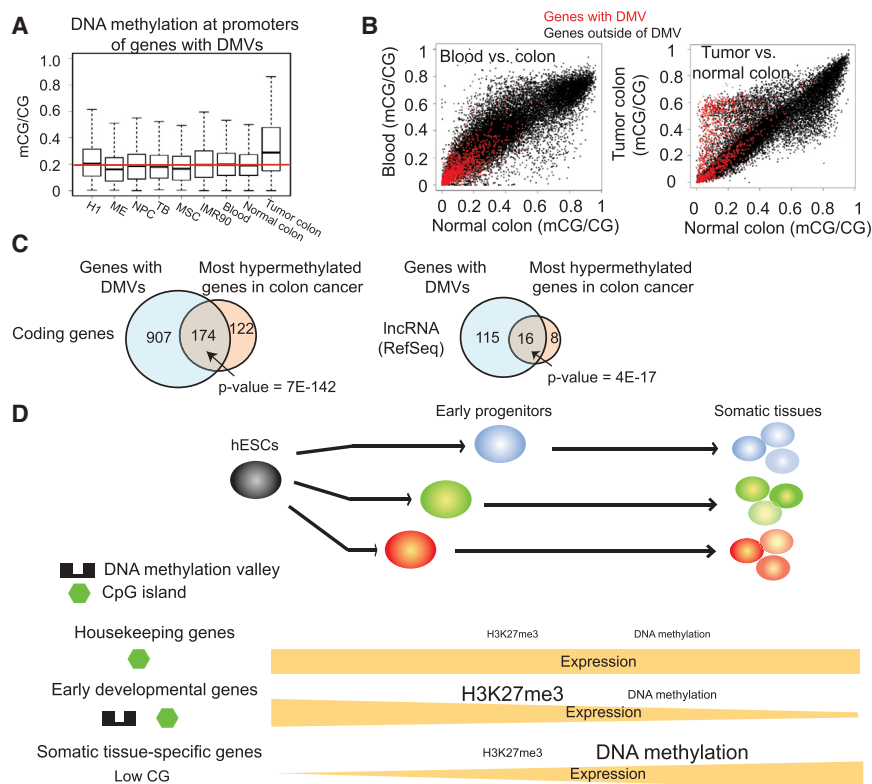 A
DNA methylation at promoters
of genes with DMVs
mCG/CG
1.0
0.8
0.6
0.4
0.2
0
H1
ME
NPC
TB
MSC
IMR90
Blood
Normal colon
Tumor colon
B
Genes with DMV
Genes outside of DMV
Blood vs. colon
Blood (mCG/CG)
1
0.8
0.6
0.4
0.2
0
0 0.2 0.4 0.6 0.8 1
Normal colon (mCG/CG)
Tumor vs.
normal colon
Tumor colon
(mCG/CG)
1
0.8
0.6
0.4
0.2
0
0 0.2 0.4 0.6 0.8 1
Normal colon (mCG/CG)
C
Genes with
DMVs
Most hypermethylated
genes in colon cancer
Coding genes
907
174
122
p-value = 7E-142
Genes with
DMVs
Most hypermethylated
genes in colon cancer
lncRNA
(RefSeq)
115
16
8
p-value = 4E-17
D
Early progenitors
Somatic tissues
hESCs
DNA methylation valley
CpG island
Housekeeping genes
H3K27me3
DNA methylation
Expression
Early developmental genes
H3K27me3
DNA methylation
Expression
Somatic tissue-specific genes
Low CG
H3K27me3
DNA methylation
Expression